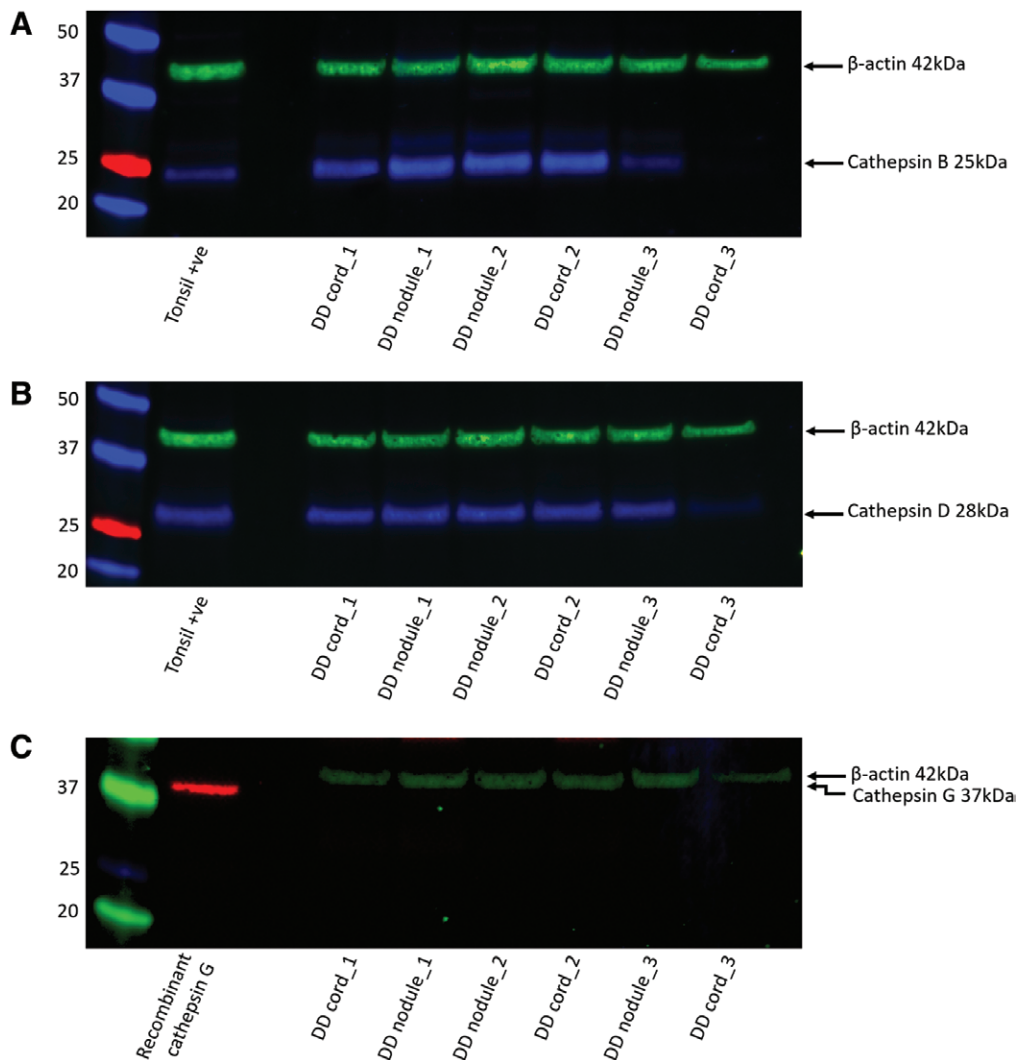 A
50
37
25
20
β-actin 42kDa
Cathepsin B 25kDa
Tonsil +ve
DD cord_1
DD nodule_1
DD nodule_2
DD cord_2
DD nodule_3
DD cord_3
B
50
37
25
20
β-actin 42kDa
Cathepsin D 28kDa
Tonsil +ve
DD cord_1
DD nodule_1
DD nodule_2
DD cord_2
DD nodule_3
DD cord_3
C
37
25
20
β-actin 42kDa
Cathepsin G 37kDa
Recombinant
cathepsin G
DD cord_1
DD nodule_1
DD nodule_2
DD cord_2
DD nodule_3
DD cord_3